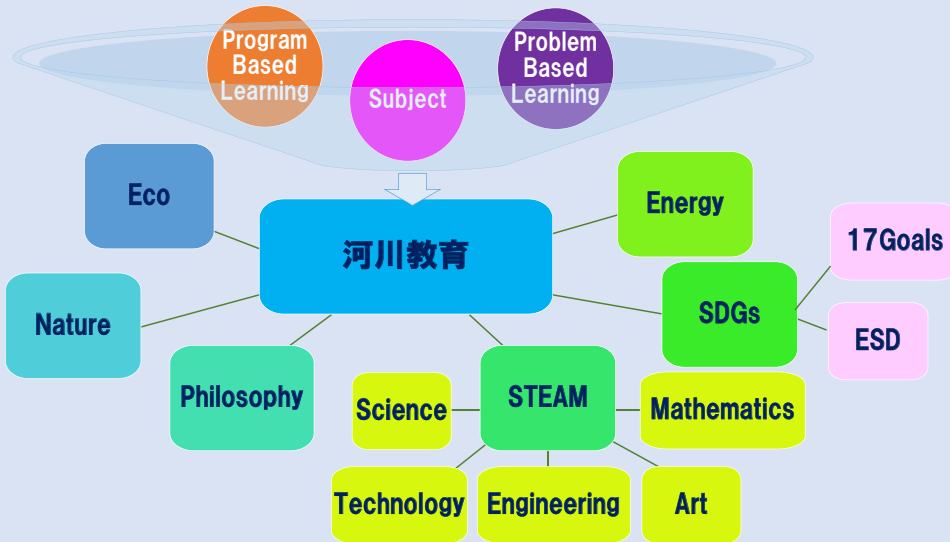 Program
Based
Learning
Subject
Problem
Based
Learning
Eco
Energy
河川教育
17Goals
Nature
SDGs
ESD
Philosophy
Science
STEAM
Mathematics
Technology
Engineering
Art